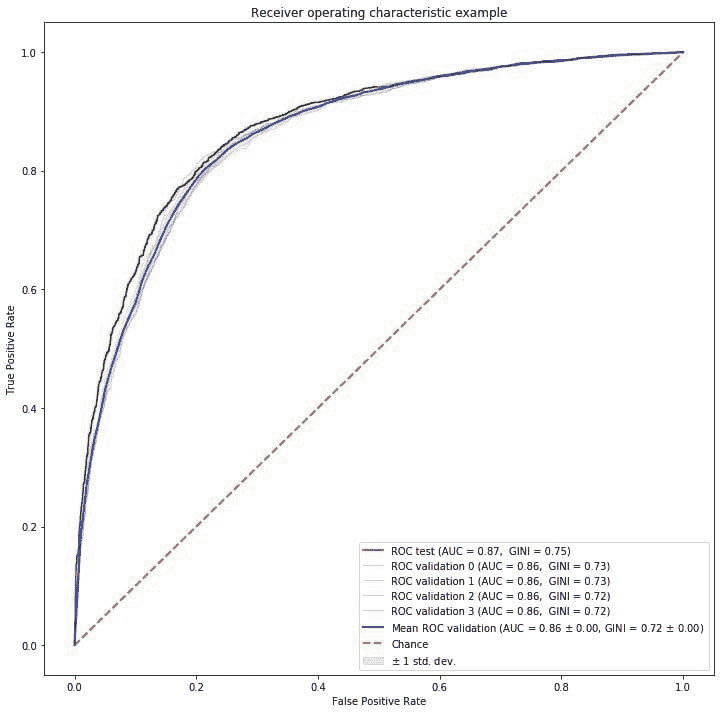 Receiver operating characteristic example
1.0
0.8
0.6
0.4
0.2
0.0
True Positive Rate
ROC test (AUC = 0.87,  GINI = 0.75)
ROC validation 0 (AUC = 0.86,  GINI = 0.73)
ROC validation 1 (AUC = 0.86,  GINI = 0.73)
ROC validation 2 (AUC = 0.86,  GINI = 0.72)
ROC validation 3 (AUC = 0.86,  GINI = 0.72)
Mean ROC validation (AUC = 0.86 ± 0.00, GINI = 0.72 ± 0.00)
Chance
± 1 std. dev.
0.0 0.2 0.4 0.6 0.8 1.0
False Positive Rate